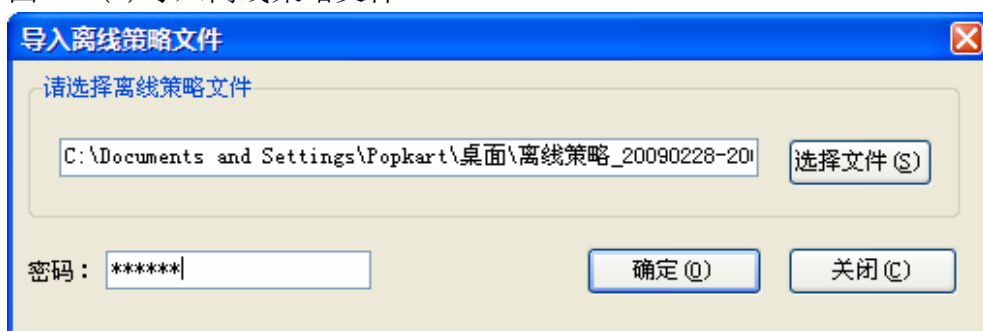 导入离线策略文件
请选择离线策略文件
C:\Documents and Settings\Popkart\桌面\离线策略_20090228-20
选择文件(S)
密码： ******
确定(O)
关闭(C)